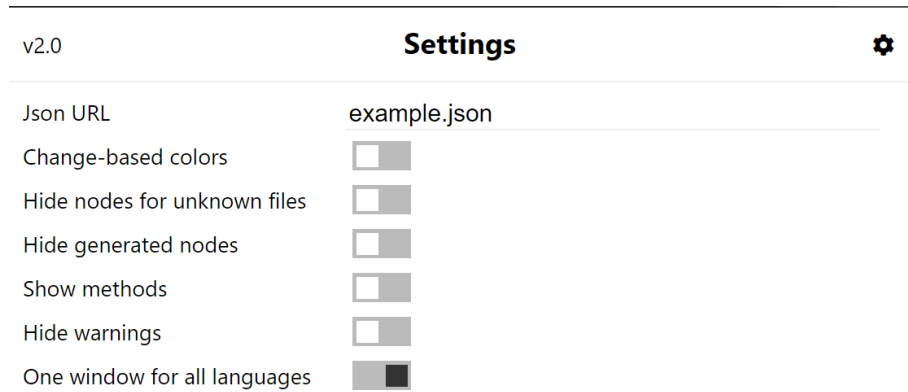 v2.0 Settings
Json URL example.json
Change-based colors
Hide nodes for unknown files
Hide generated nodes
Show methods
Hide warnings
One window for all languages